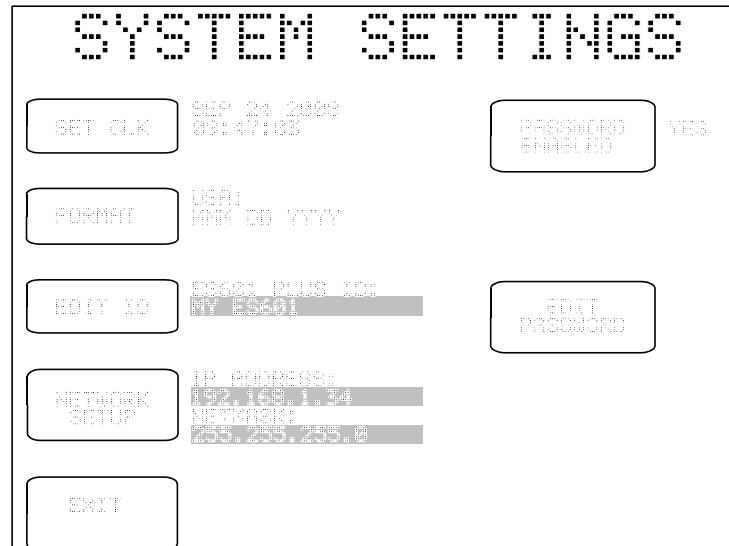 SYSTEM SETTINGS
SET CLK
SEP 24 2009
09:47:03
PASSWORD
ENABLED
YES
FORMAT
USA:
MMM DD YYYY
EDIT ID
ES601 PLUS ID:
MY ES601
EDIT
PASSWORD
NETWORK
SETUP
IP ADDRESS:
192.168.1.34
NETMASK:
255.255.255.0
EXIT